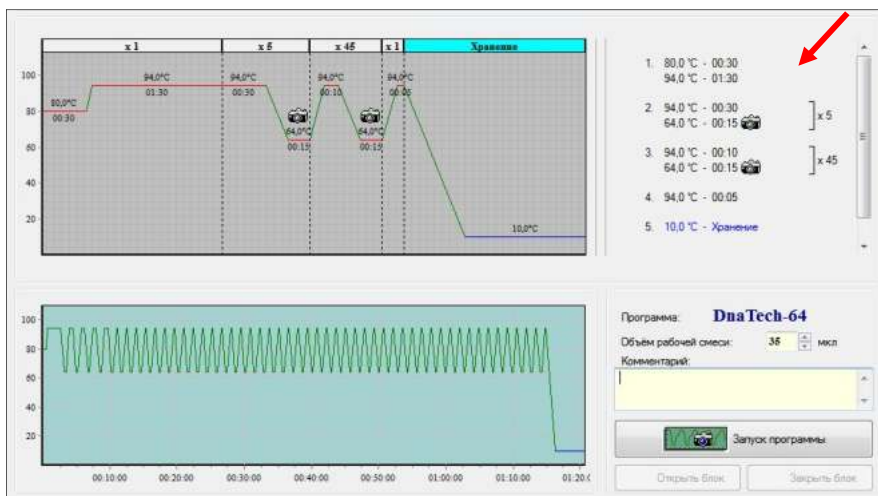 x 1 x 5 x 45 x 1 Хранение
100
80
60
40
20
80,0°C
00:30
94,0°C
01:30
94,0°C
00:30
64,0°C
00:15
94,0°C
00:10
64,0°C
00:15
94,0°C
00:05
10,0°C
1. 80,0 °C - 00:30
94,0 °C - 01:30
2. 94,0 °C - 00:30
64,0 °C - 00:15
x 5
3. 94,0 °C - 00:10
64,0 °C - 00:15
x 45
4. 94,0 °C - 00:05
5. 10,0 °C - Хранение
100
80
60
40
20
00:10:00 00:20:00 00:30:00 00:40:00 00:50:00 01:00:00 01:10:00 01:20:0
Программа: DnaTech-64
Объём рабочей смеси: 35 мкл
Комментарий:
Запуск программы
Открыть блок Закрыть блок